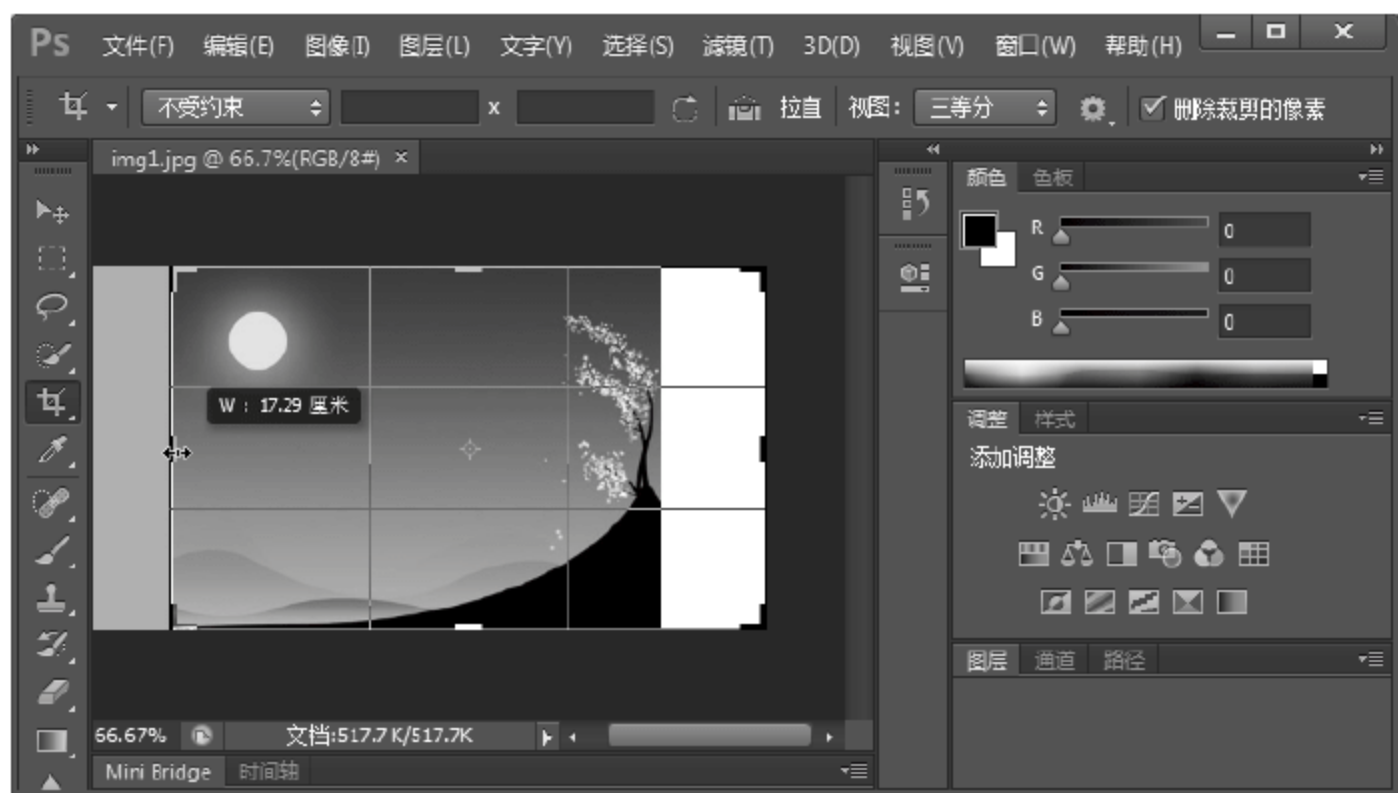 Ps 文件(F) 编辑(E) 图像(I) 图层(L) 文字(Y) 选择(S) 滤镜(T) 3D(D) 视图(V) 窗口(W) 帮助(H)
不受约束 x 拉直 视图: 三等分 删除裁剪的像素
img1.jpg @ 66.7%(RGB/8#) ×
颜色 色板
R 0
G 0
B 0
W : 17.29 厘米
调整 样式
添加调整
图层 通道 路径
66.67% 文档:517.7K/517.7K
Mini Bridge 时间轴